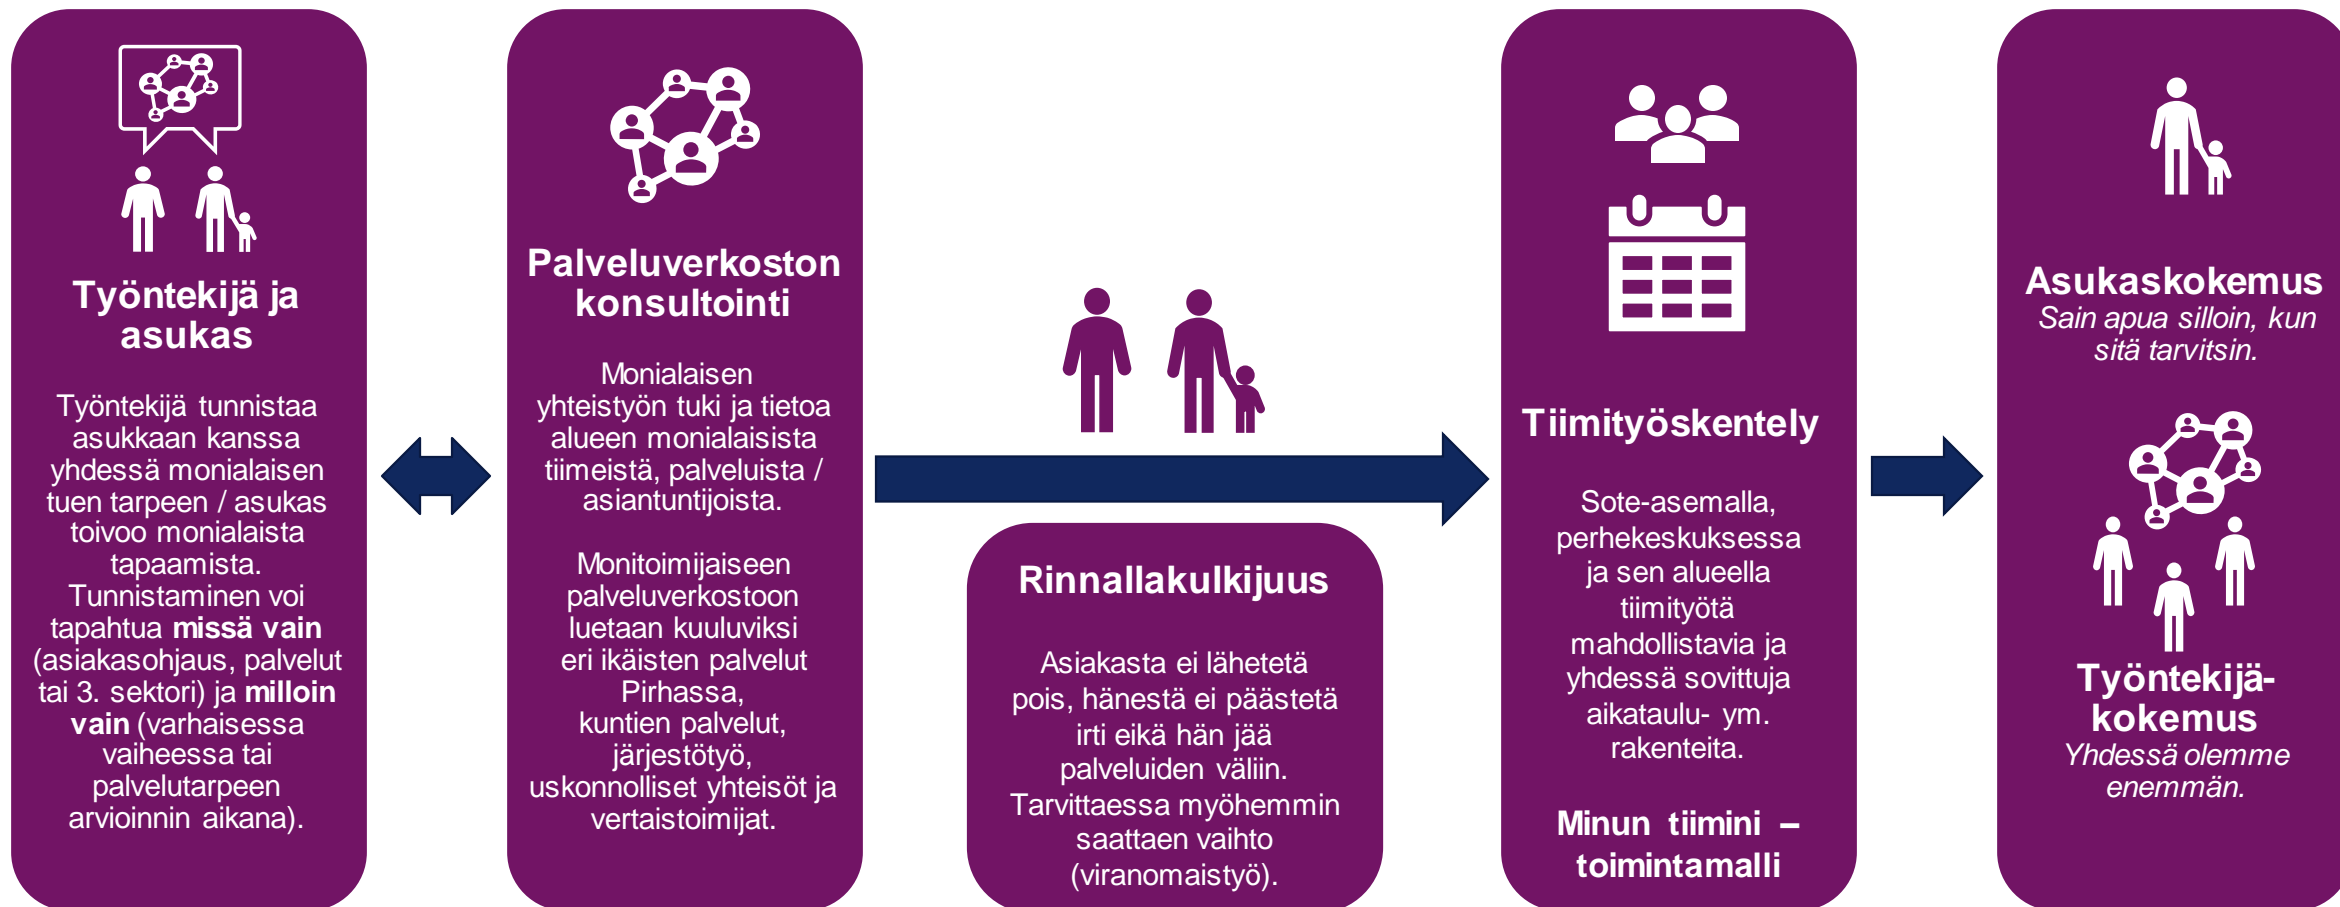 Työntekijä ja
asukas
Työntekijä tunnistaa
asukkaan kanssa
yhdessä monialaisen
tuen tarpeen / asukas
toivoo monialaista
tapaamista.
Tunnistaminen voi
tapahtua missä vain
(asiakasohjaus, palvelut
tai 3. sektori) ja milloin
vain (varhaisessa
vaiheessa tai
palvelutarpeen
arvioinnin aikana).
Palveluverkoston
konsultointi
Monialaisen
yhteistyön tuki ja tietoa
alueen monialaisista
tiimeistä, palveluista /
asiantuntijoista.
Monitoimijaiseen
palveluverkostoon
luetaan kuuluviksi
eri ikäisten palvelut
Pirhassa,
kuntien palvelut,
järjestötyö,
uskonnolliset yhteisöt ja
vertaistoimijat.
Rinnallakulkijuus
Asiakasta ei lähetetä
pois, hänestä ei päästetä
irti eikä hän jää
palveluiden väliin.
Tarvittaessa myöhemmin
saattaen vaihto
(viranomaistyö).
Tiimityöskentely
Sote-asemalla,
perhekeskuksessa
ja sen alueella
tiimityötä
mahdollistavia ja
yhdessä sovittuja
aikataulu- ym.
rakenteita.
Minun tiimini –
toimintamalli
Asukaskokemus
Sain apua silloin, kun
sitä tarvitsin.
Työntekijä-
kokemus
Yhdessä olemme
enemmän.